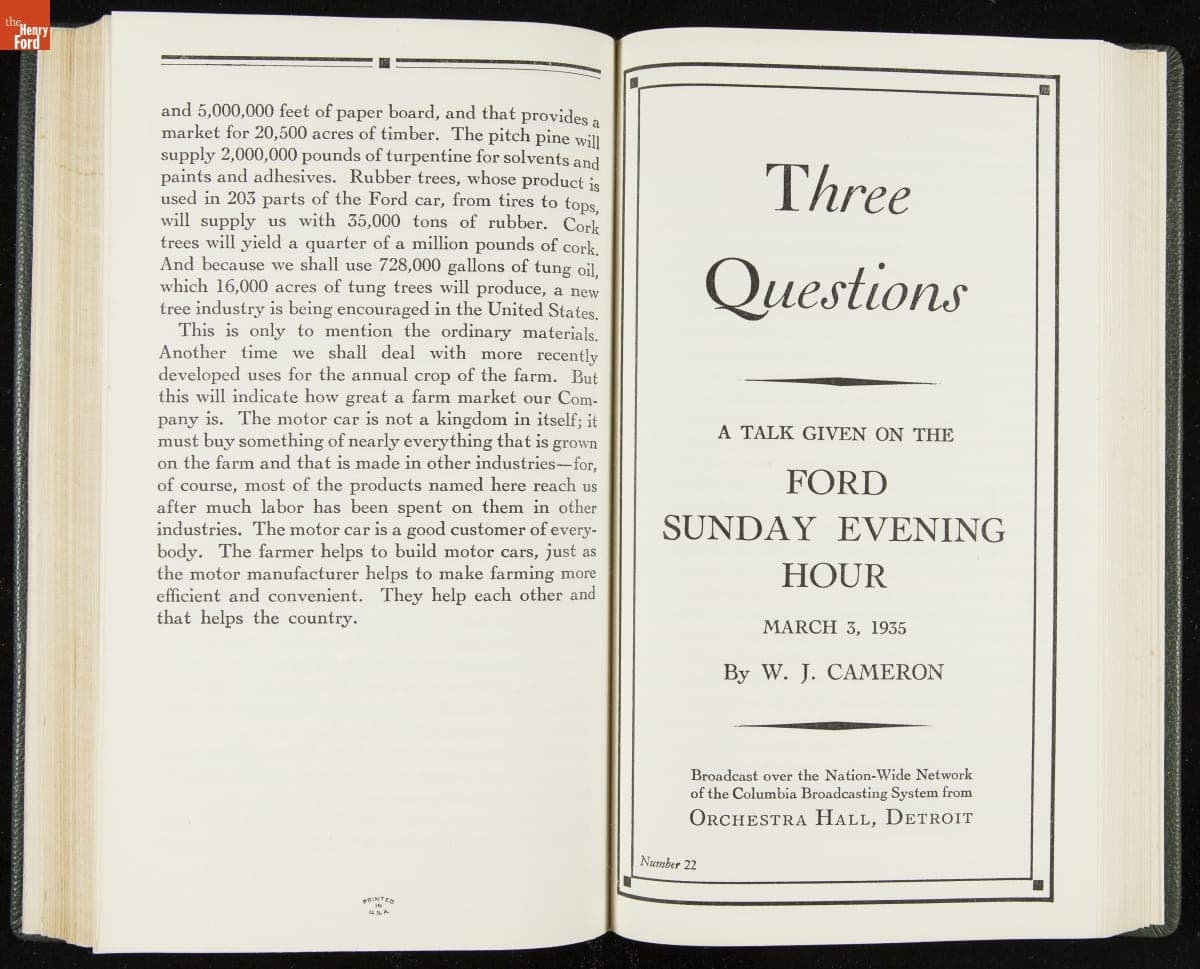 the
Henry
Ford
and 5,000,000 feet of paper board, and that provides a
market for 20,500 acres of timber. The pitch pine will
supply 2,000,000 pounds of turpentine for solvents and
paints and adhesives. Rubber trees, whose product is
used in 203 parts of the Ford car, from tires to tops,
will supply us with 35,000 tons of rubber. Cork
trees will yield a quarter of a million pounds of cork.
And because we shall use 728,000 gallons of tung oil,
which 16,000 acres of tung trees will produce, a new
tree industry is being encouraged in the United States.
This is only to mention the ordinary materials.
Another time we shall deal with more recently
developed uses for the annual crop of the farm. But
this will indicate how great a farm market our Com-
pany is. The motor car is not a kingdom in itself; it
must buy something of nearly everything that is grown
on the farm and that is made in other industries—for,
of course, most of the products named here reach us
after much labor has been spent on them in other
industries. The motor car is a good customer of every-
body. The farmer helps to build motor cars, just as
the motor manufacturer helps to make farming more
efficient and convenient. They help each other and
that helps the country.
PRINTED
IN
U.S.A.
Three
Questions
A TALK GIVEN ON THE
FORD
SUNDAY EVENING
HOUR
MARCH 3, 1935
By W. J. CAMERON
Broadcast over the Nation-Wide Network
of the Columbia Broadcasting System from
ORCHESTRA HALL, DETROIT
Number 22